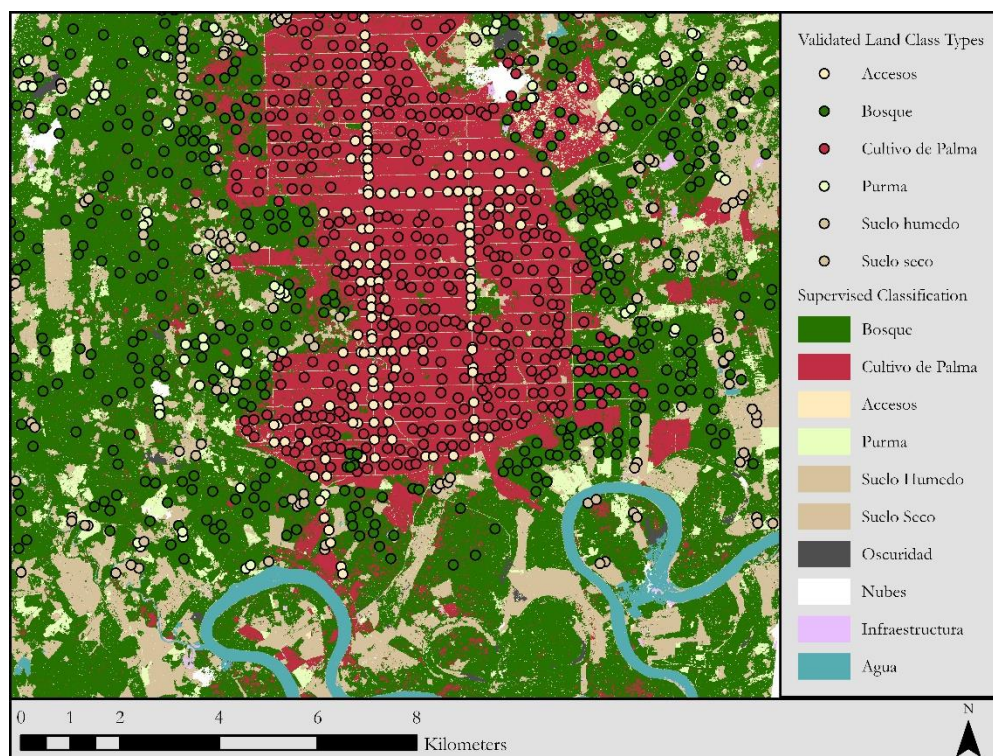 Validated Land Class Types
Accesos
Bosque
Cultivo de Palma
Purma
Suelo humedo
Suelo seco
Supervised Classification
Bosque
Cultivo de Palma
Accesos
Purma
Suelo Humedo
Suelo Seco
Oscuridad
Nubes
Infraestructura
Agua
0 1 2 4 6 8
Kilometers
N